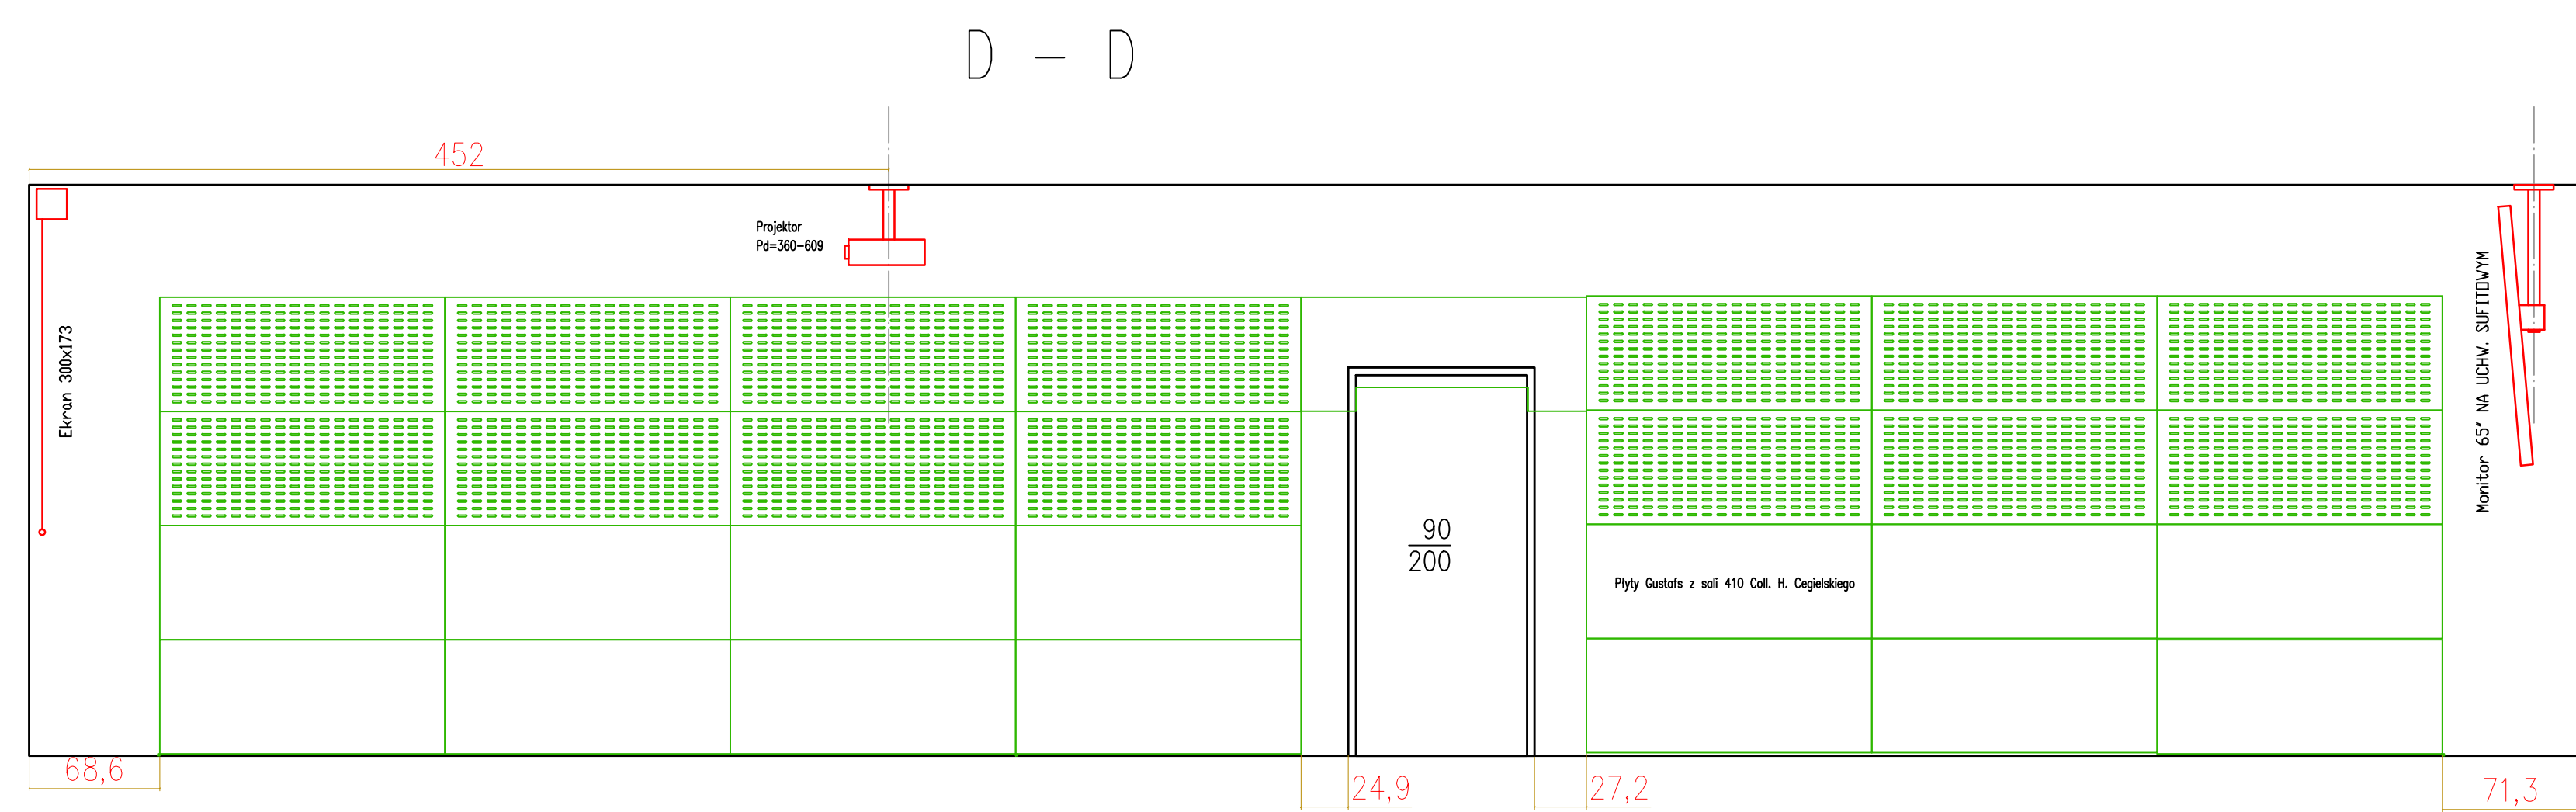 D - D
452
Projektor
Pd=360-609
Ekran 300x173
Monitor 65" NA UCHW. SUFITOWYM
90
200
Płyty Gustafs z sali 410 Coll. H. Cegielskiego
68,6
24,9
27,2
71,3